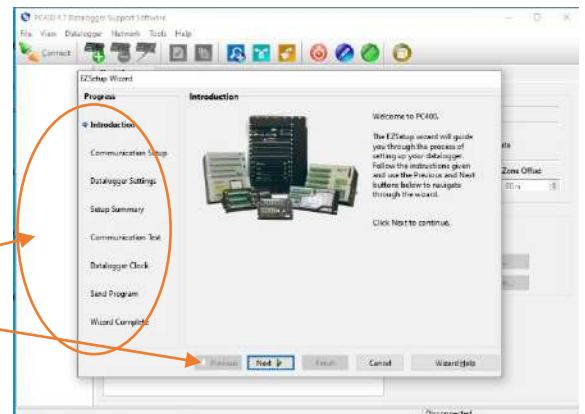 PC400 4.7 Datalogger Support Software
File View Datalogger Network Tools Help
Connect
EZSetup Wizard
Progress
Introduction
Introduction
Communication Setup
Datalogger Settings
Setup Summary
Communication Test
Datalogger Clock
Send Program
Wizard Complete
Welcome to PC400.
The EZSetup wizard will guide
you through the process of
setting up your datalogger.
Follow the instructions given
and use the Previous and Next
buttons below to navigate
through the wizard.
Click Next to continue.
Zone Offset
Previous
Next
Finish
Cancel
Wizard Help
Disconnected